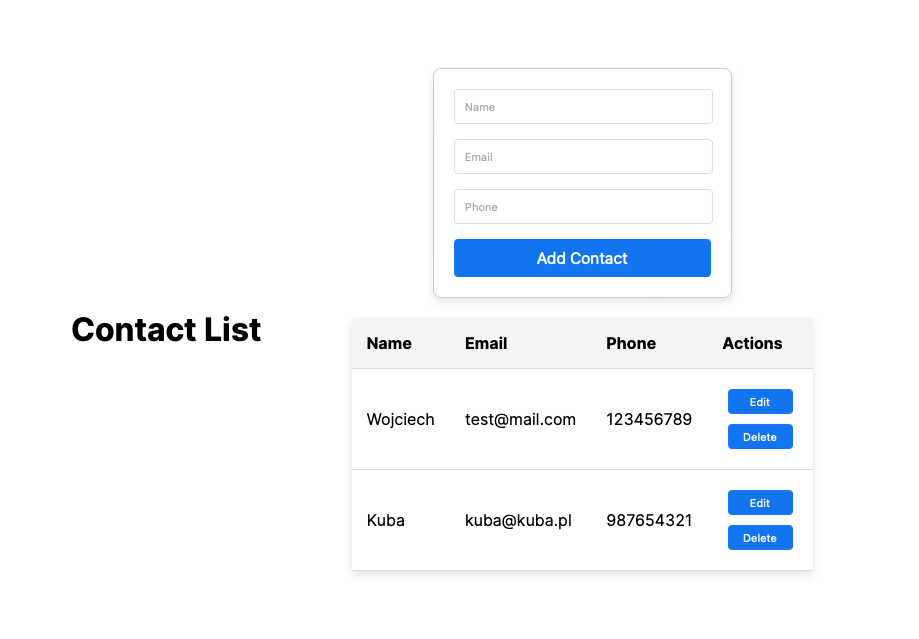 Name
Email
Phone
Add Contact
Contact List
Name Email Phone Actions
Wojciech test@mail.com 123456789 Edit
Delete
Kuba kuba@kuba.pl 987654321 Edit
Delete